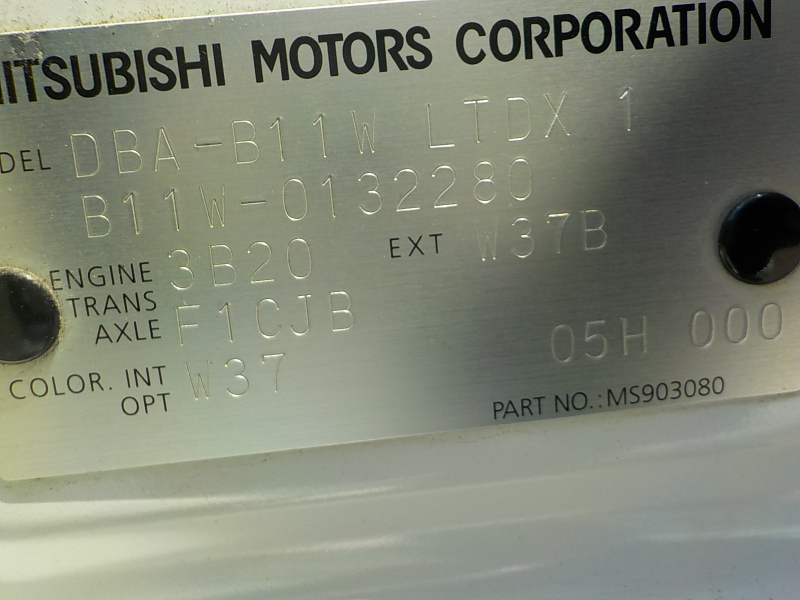 MITSUBISHI MOTORS CORPORATION
DEL DBA-B11W LTDX 1
B11W-0132280
ENGINE 3B20 EXT W37B
TRANS
AXLE F1CJB
COLOR. INT W37 05H 000
OPT
PART NO.:MS903080